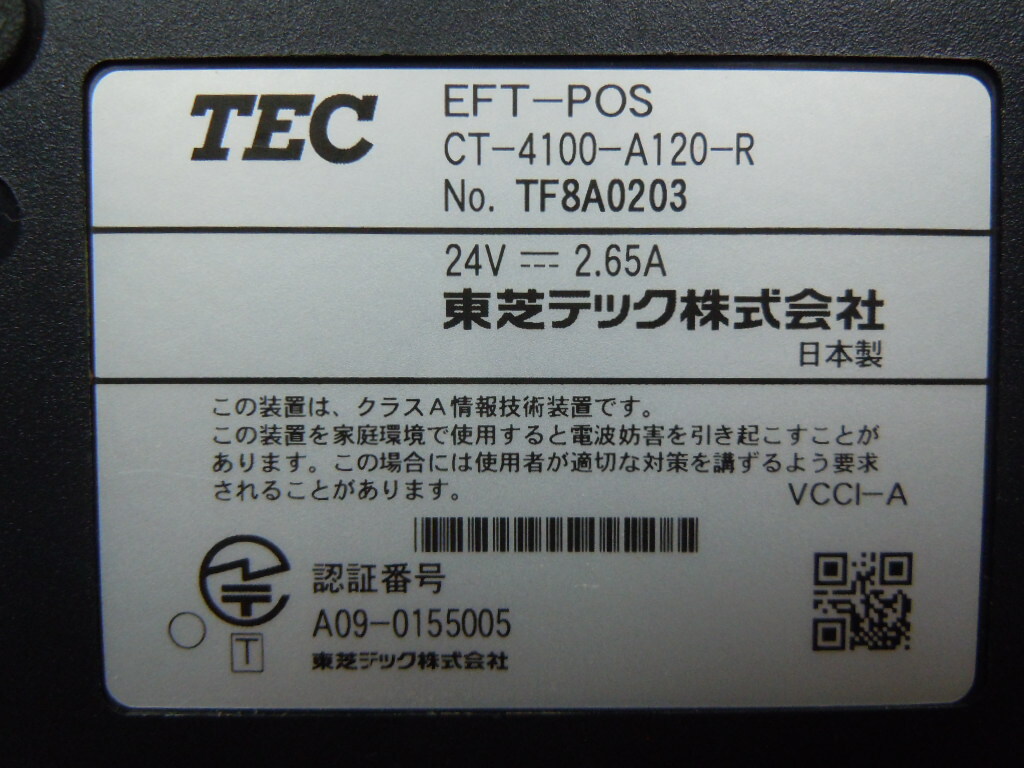 TEC
EFT-POS
CT-4100-A120-R
No. TF8A0203
24V ⎓ 2.65A
東芝テック株式会社
日本製
この装置は、クラスA情報技術装置です。
この装置を家庭環境で使用すると電波妨害を引き起こすことが
あります。この場合には使用者が適切な対策を講ずるよう要求
されることがあります。
VCCI-A
認証番号
A09-0155005
T
東芝テック株式会社